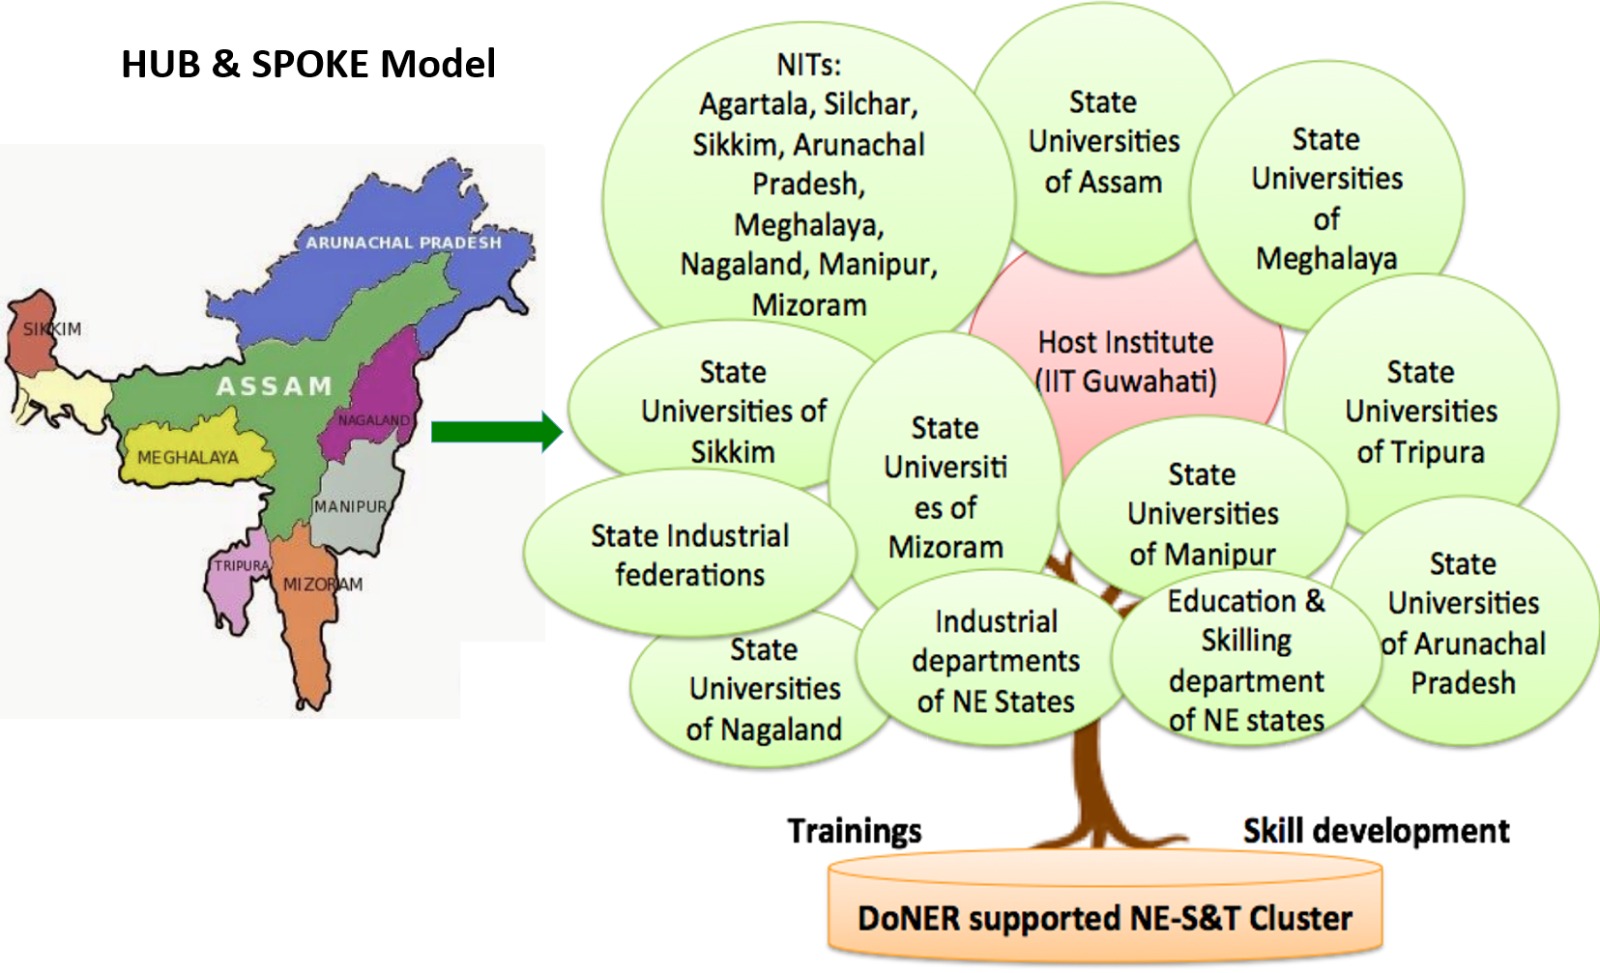 HUB & SPOKE Model
ARUNACHAL PRADESH
SIKKIM
ASSAM
NAGALAND
MEGHALAYA
MANIPUR
TRIPURA
MIZORAM
NITs:
Agartala, Silchar,
Sikkim, Arunachal
Pradesh,
Meghalaya,
Nagaland, Manipur,
Mizoram
State
Universities
of Assam
State
Universities
of
Meghalaya
Host Institute
(IIT Guwahati)
State
Universities of
Sikkim
State
Universiti
es of
Mizoram
State
Universities
of Tripura
State
Universities
of Manipur
State Industrial
federations
State
Universities
of Arunachal
Pradesh
State
Universities
of Nagaland
Industrial
departments
of NE States
Education &
Skilling
department
of NE states
Trainings
Skill development
DoNER supported NE-S&T Cluster